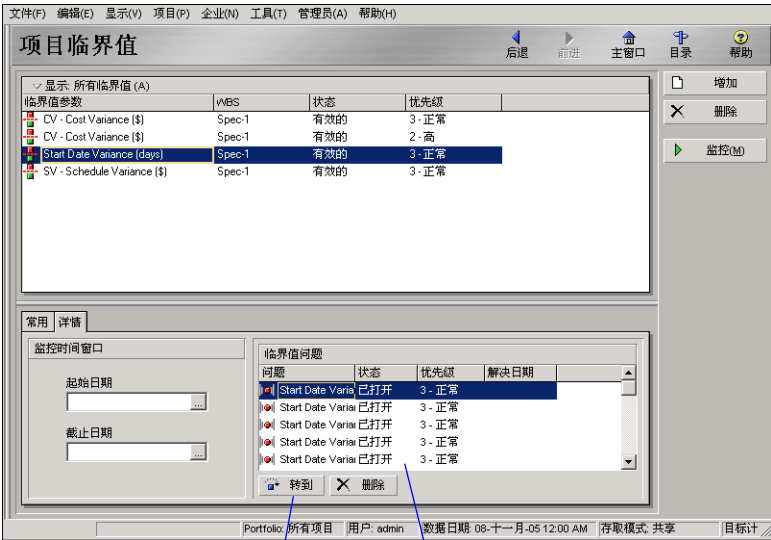 文件(F) 编辑(E) 显示(V) 项目(P) 企业(N) 工具(T) 管理员(A) 帮助(H)
项目临界值
后退 前进 主窗口 目录 帮助
显示: 所有临界值 (A)
临界值参数 WBS 状态 优先级
CV - Cost Variance ($) Spec-1 有效的 3 - 正常
CV - Cost Variance ($) Spec-1 有效的 2 - 高
Start Date Variance (days) Spec-1 有效的 3 - 正常
SV - Schedule Variance ($) Spec-1 有效的 3 - 正常
增加
删除
监控(M)
常用 详情
监控时间窗口
起始日期
...
截止日期
...
临界值问题
问题 状态 优先级 解决日期
Start Date Varia 已打开 3 - 正常
Start Date Varia 已打开 3 - 正常
Start Date Varia 已打开 3 - 正常
Start Date Varia 已打开 3 - 正常
Start Date Varia 已打开 3 - 正常
转到 删除
Portfolio: 所有项目 用户: admin 数据日期: 08-十一月-05 12:00 AM 存取模式: 共享 目标计